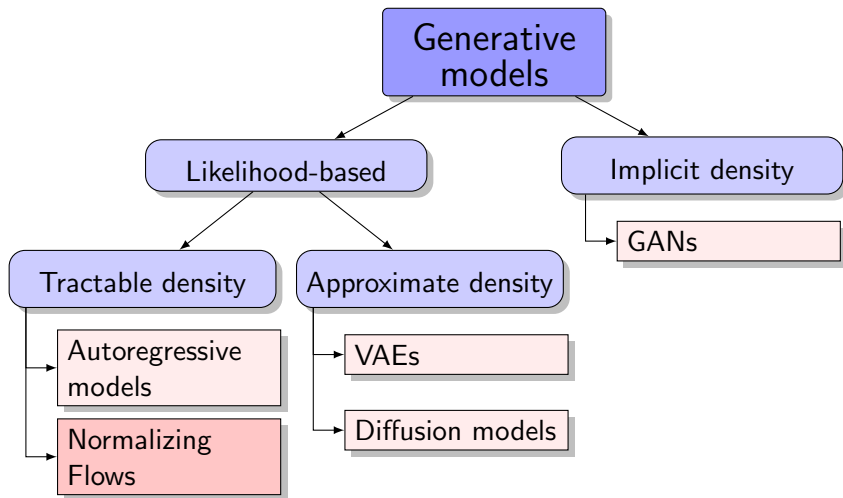 Generative
models
Likelihood-based
Implicit density
GANs
Tractable density
Approximate density
Autoregressive
models
VAEs
Normalizing
Flows
Diffusion models